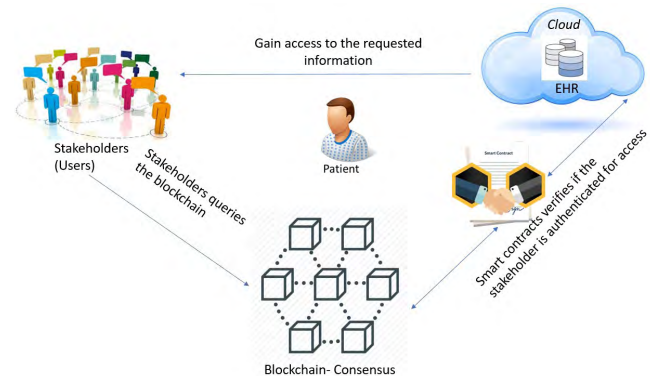 Cloud
EHR
Gain access to the requested
information
Stakeholders
(Users)
Patient
Smart Contract
Stakeholders queries
the blockchain
Smart contracts verifies if the
stakeholder is authenticated for access
Blockchain- Consensus